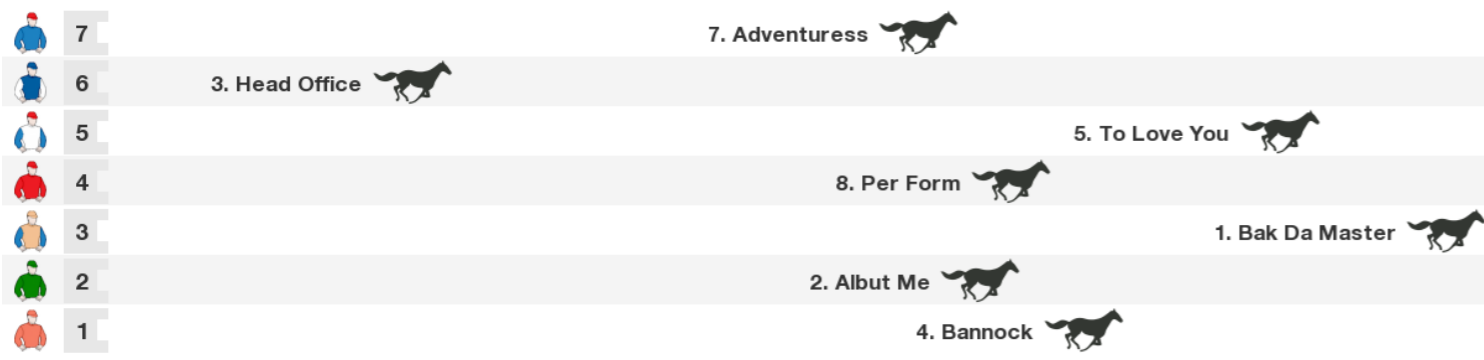 7 7. Adventuress
6 3. Head Office
5 5. To Love You
4 8. Per Form
3 1. Bak Da Master
2 2. Albut Me
1 4. Bannock